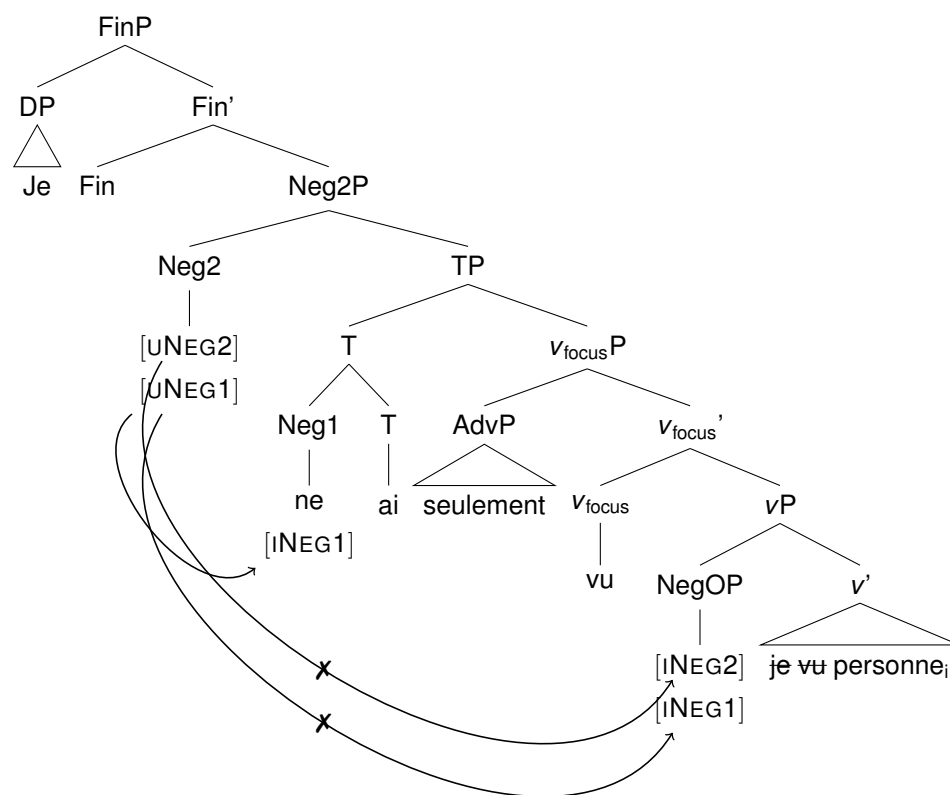 FinP
DP Fin'
Je Fin Neg2P
Neg2 TP
[UNEG2] T vfocusP
[UNEG1]
Neg1 T AdvP vfocus'
ne ai seulement vfocus vP
[INEG1]
vu NegOP v'
✗ [INEG2] je vu personnei
✗ [INEG1]